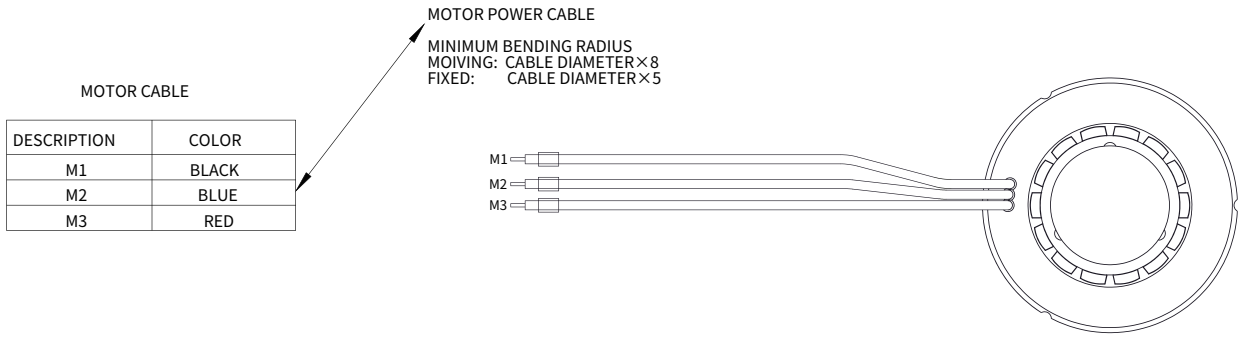 MOTOR POWER CABLE
MINIMUM BENDING RADIUS
MOIVING: CABLE DIAMETER×8
FIXED: CABLE DIAMETER×5
MOTOR CABLE
DESCRIPTION COLOR
M1 BLACK
M2 BLUE
M3 RED
M1
M2
M3